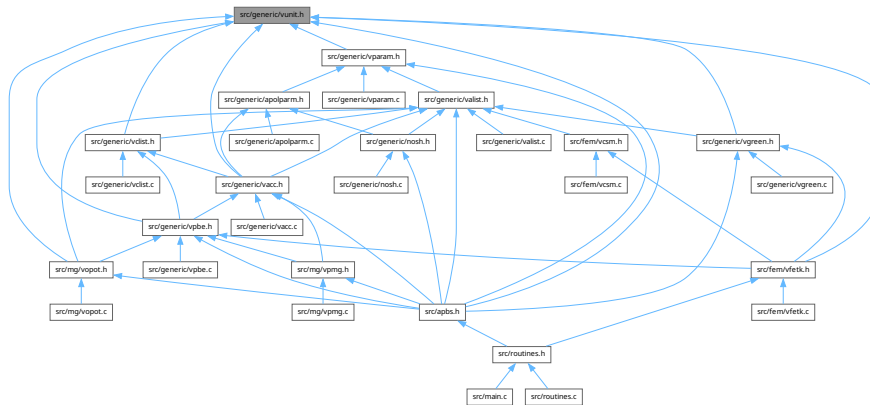 src/generic/vunit.h
src/generic/vparam.h
src/generic/apolparm.h
src/generic/vparam.c
src/generic/valist.h
src/generic/vclist.h
src/generic/apolparm.c
src/generic/nosh.h
src/generic/valist.c
src/fem/vcsm.h
src/generic/vgreen.h
src/generic/vclist.c
src/generic/vacc.h
src/generic/nosh.c
src/fem/vcsm.c
src/generic/vgreen.c
src/generic/vpbe.h
src/generic/vacc.c
src/mg/vopot.h
src/generic/vpbe.c
src/mg/vpmg.h
src/fem/vfetk.h
src/mg/vopot.c
src/mg/vpmg.c
src/apbs.h
src/fem/vfetk.c
src/routines.h
src/main.c
src/routines.c